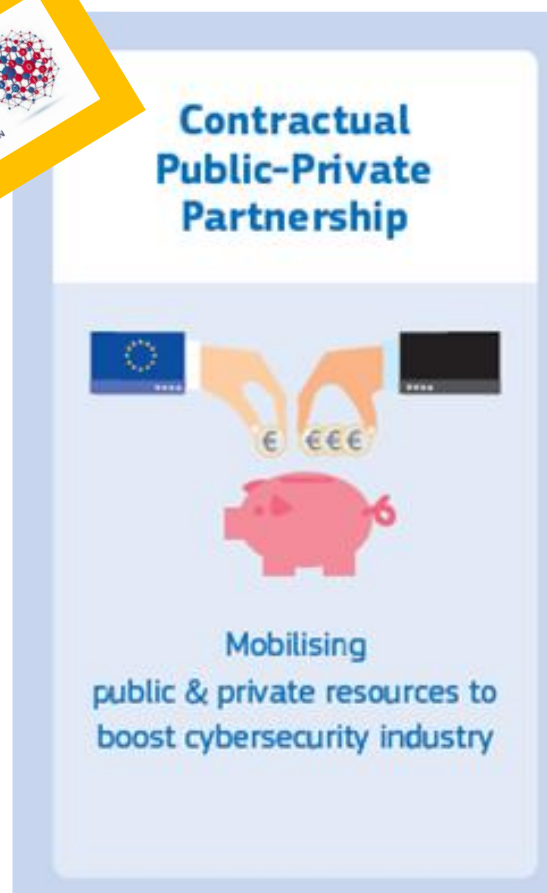 Contractual
Public-Private
Partnership
€ €€€
Mobilising
public & private resources to
boost cybersecurity industry